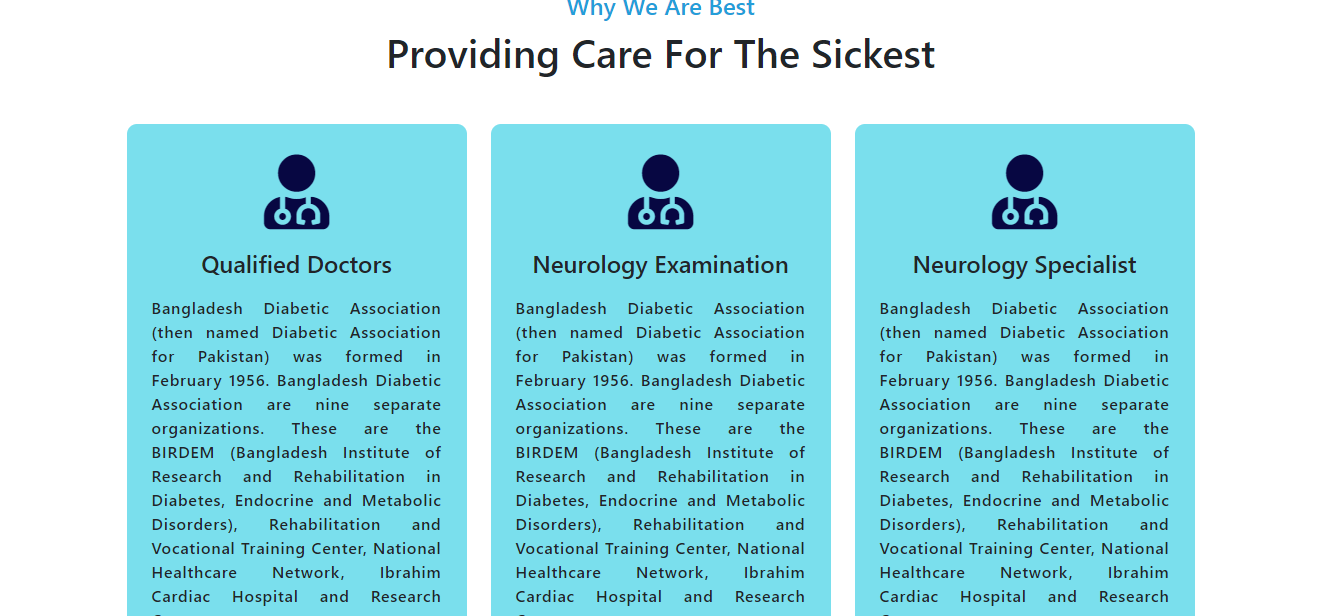 Why We Are Best
Providing Care For The Sickest
Qualified Doctors
Bangladesh Diabetic Association
(then named Diabetic Association
for Pakistan) was formed in
February 1956. Bangladesh Diabetic
Association are nine separate
organizations. These are the
BIRDEM (Bangladesh Institute of
Research and Rehabilitation in
Diabetes, Endocrine and Metabolic
Disorders), Rehabilitation and
Vocational Training Center, National
Healthcare Network, Ibrahim
Cardiac Hospital and Research
Neurology Examination
Bangladesh Diabetic Association
(then named Diabetic Association
for Pakistan) was formed in
February 1956. Bangladesh Diabetic
Association are nine separate
organizations. These are the
BIRDEM (Bangladesh Institute of
Research and Rehabilitation in
Diabetes, Endocrine and Metabolic
Disorders), Rehabilitation and
Vocational Training Center, National
Healthcare Network, Ibrahim
Cardiac Hospital and Research
Neurology Specialist
Bangladesh Diabetic Association
(then named Diabetic Association
for Pakistan) was formed in
February 1956. Bangladesh Diabetic
Association are nine separate
organizations. These are the
BIRDEM (Bangladesh Institute of
Research and Rehabilitation in
Diabetes, Endocrine and Metabolic
Disorders), Rehabilitation and
Vocational Training Center, National
Healthcare Network, Ibrahim
Cardiac Hospital and Research